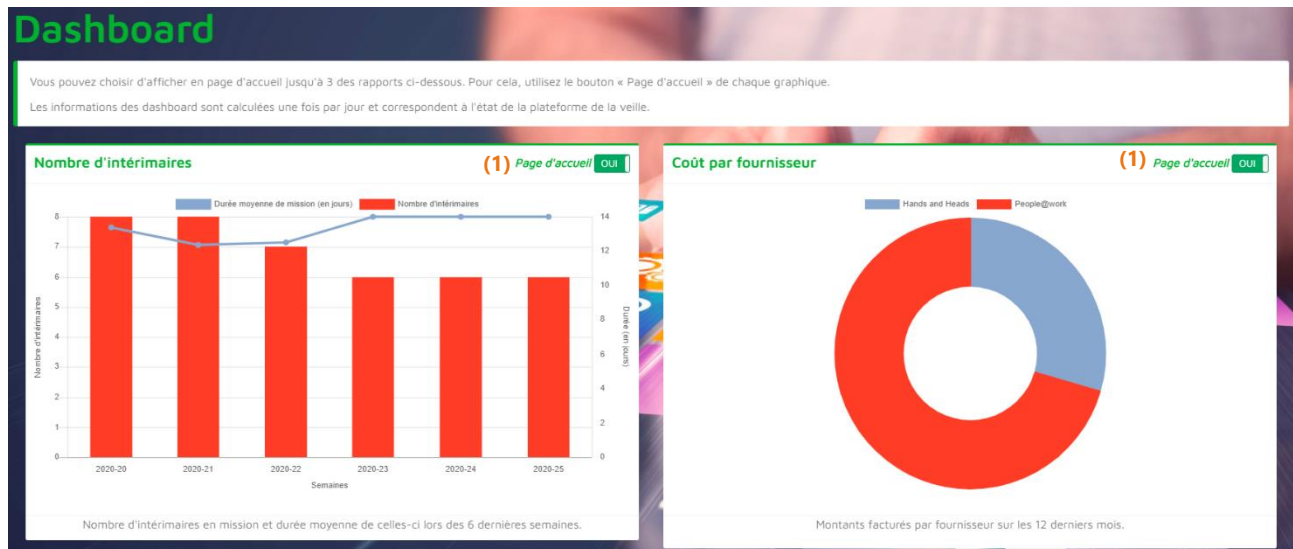 Dashboard
Vous pouvez choisir d'afficher en page d'accueil jusqu'à 3 des rapports ci-dessous. Pour cela, utilisez le bouton « Page d'accueil » de chaque graphique.
Les informations des dashboard sont calculées une fois par jour et correspondent à l'état de la plateforme de la veille.
Nombre d'intérimaires (1) Page d'accueil OUI
Durée moyenne de mission (en jours) Nombre d'intérimaires
8 14
7 12
6 10
5 8
4 6
3 4
2 2
1 0
0
Nombre d'intérimaires
Durée (en jours)
2020-20 2020-21 2020-22 2020-23 2020-24 2020-25
Semaines
Nombre d'intérimaires en mission et durée moyenne de celles-ci lors des 6 dernières semaines.
Coût par fournisseur (1) Page d'accueil OUI
Hands and Heads People@work
Montants facturés par fournisseur sur les 12 derniers mois.